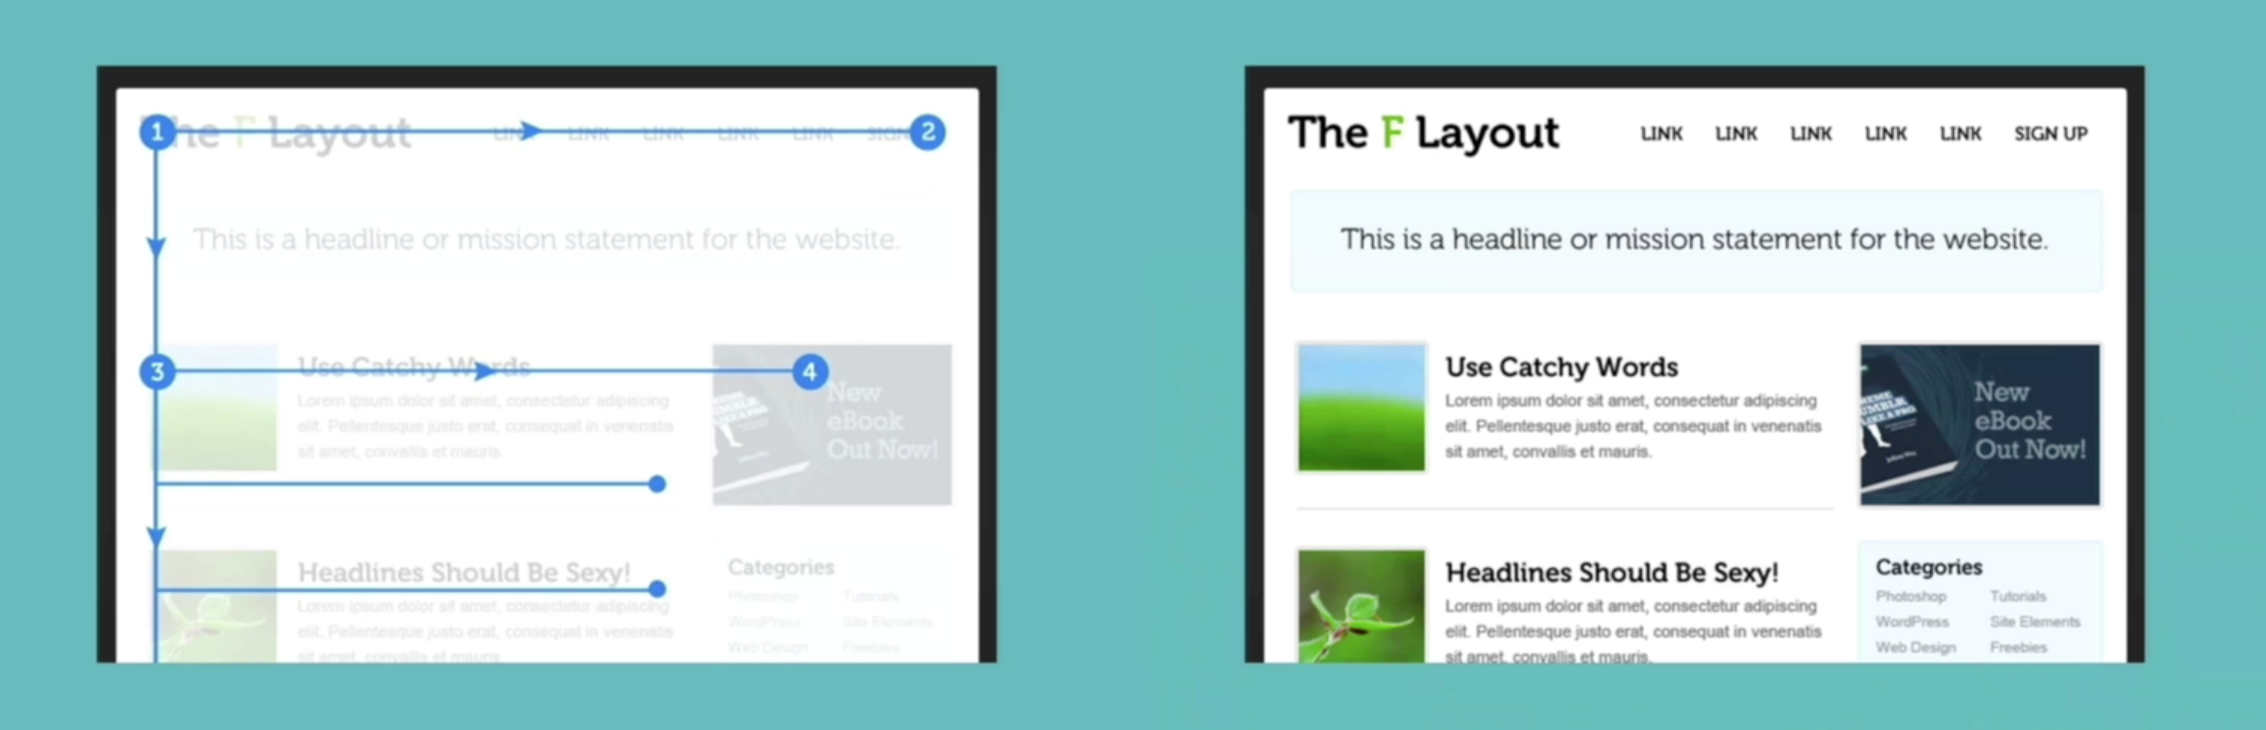 1
2
The F Layout
LINK LINK LINK LINK LINK SIGN
This is a headline or mission statement for the website.
3
4
Use Catchy Words
Lorem ipsum dolor sit amet, consectetur adipiscing
elit. Pellentesque justo erat, consequat in venenatis
sit amet, convallis et mauris.
New
eBook
Out Now!
Headlines Should Be Sexy!
Lorem ipsum dolor sit amet, consectetur adipiscing
elit. Pellentesque justo erat, consequat in venenatis
sit amet, convallis et mauris.
Categories
Photoshop Tutorials
WordPress Site Elements
Web Design Freebies
The F Layout
LINK LINK LINK LINK LINK SIGN UP
This is a headline or mission statement for the website.
Use Catchy Words
Lorem ipsum dolor sit amet, consectetur adipiscing
elit. Pellentesque justo erat, consequat in venenatis
sit amet, convallis et mauris.
New
eBook
Out Now!
Headlines Should Be Sexy!
Lorem ipsum dolor sit amet, consectetur adipiscing
elit. Pellentesque justo erat, consequat in venenatis
sit amet, convallis et mauris.
Categories
Photoshop Tutorials
WordPress Site Elements
Web Design Freebies